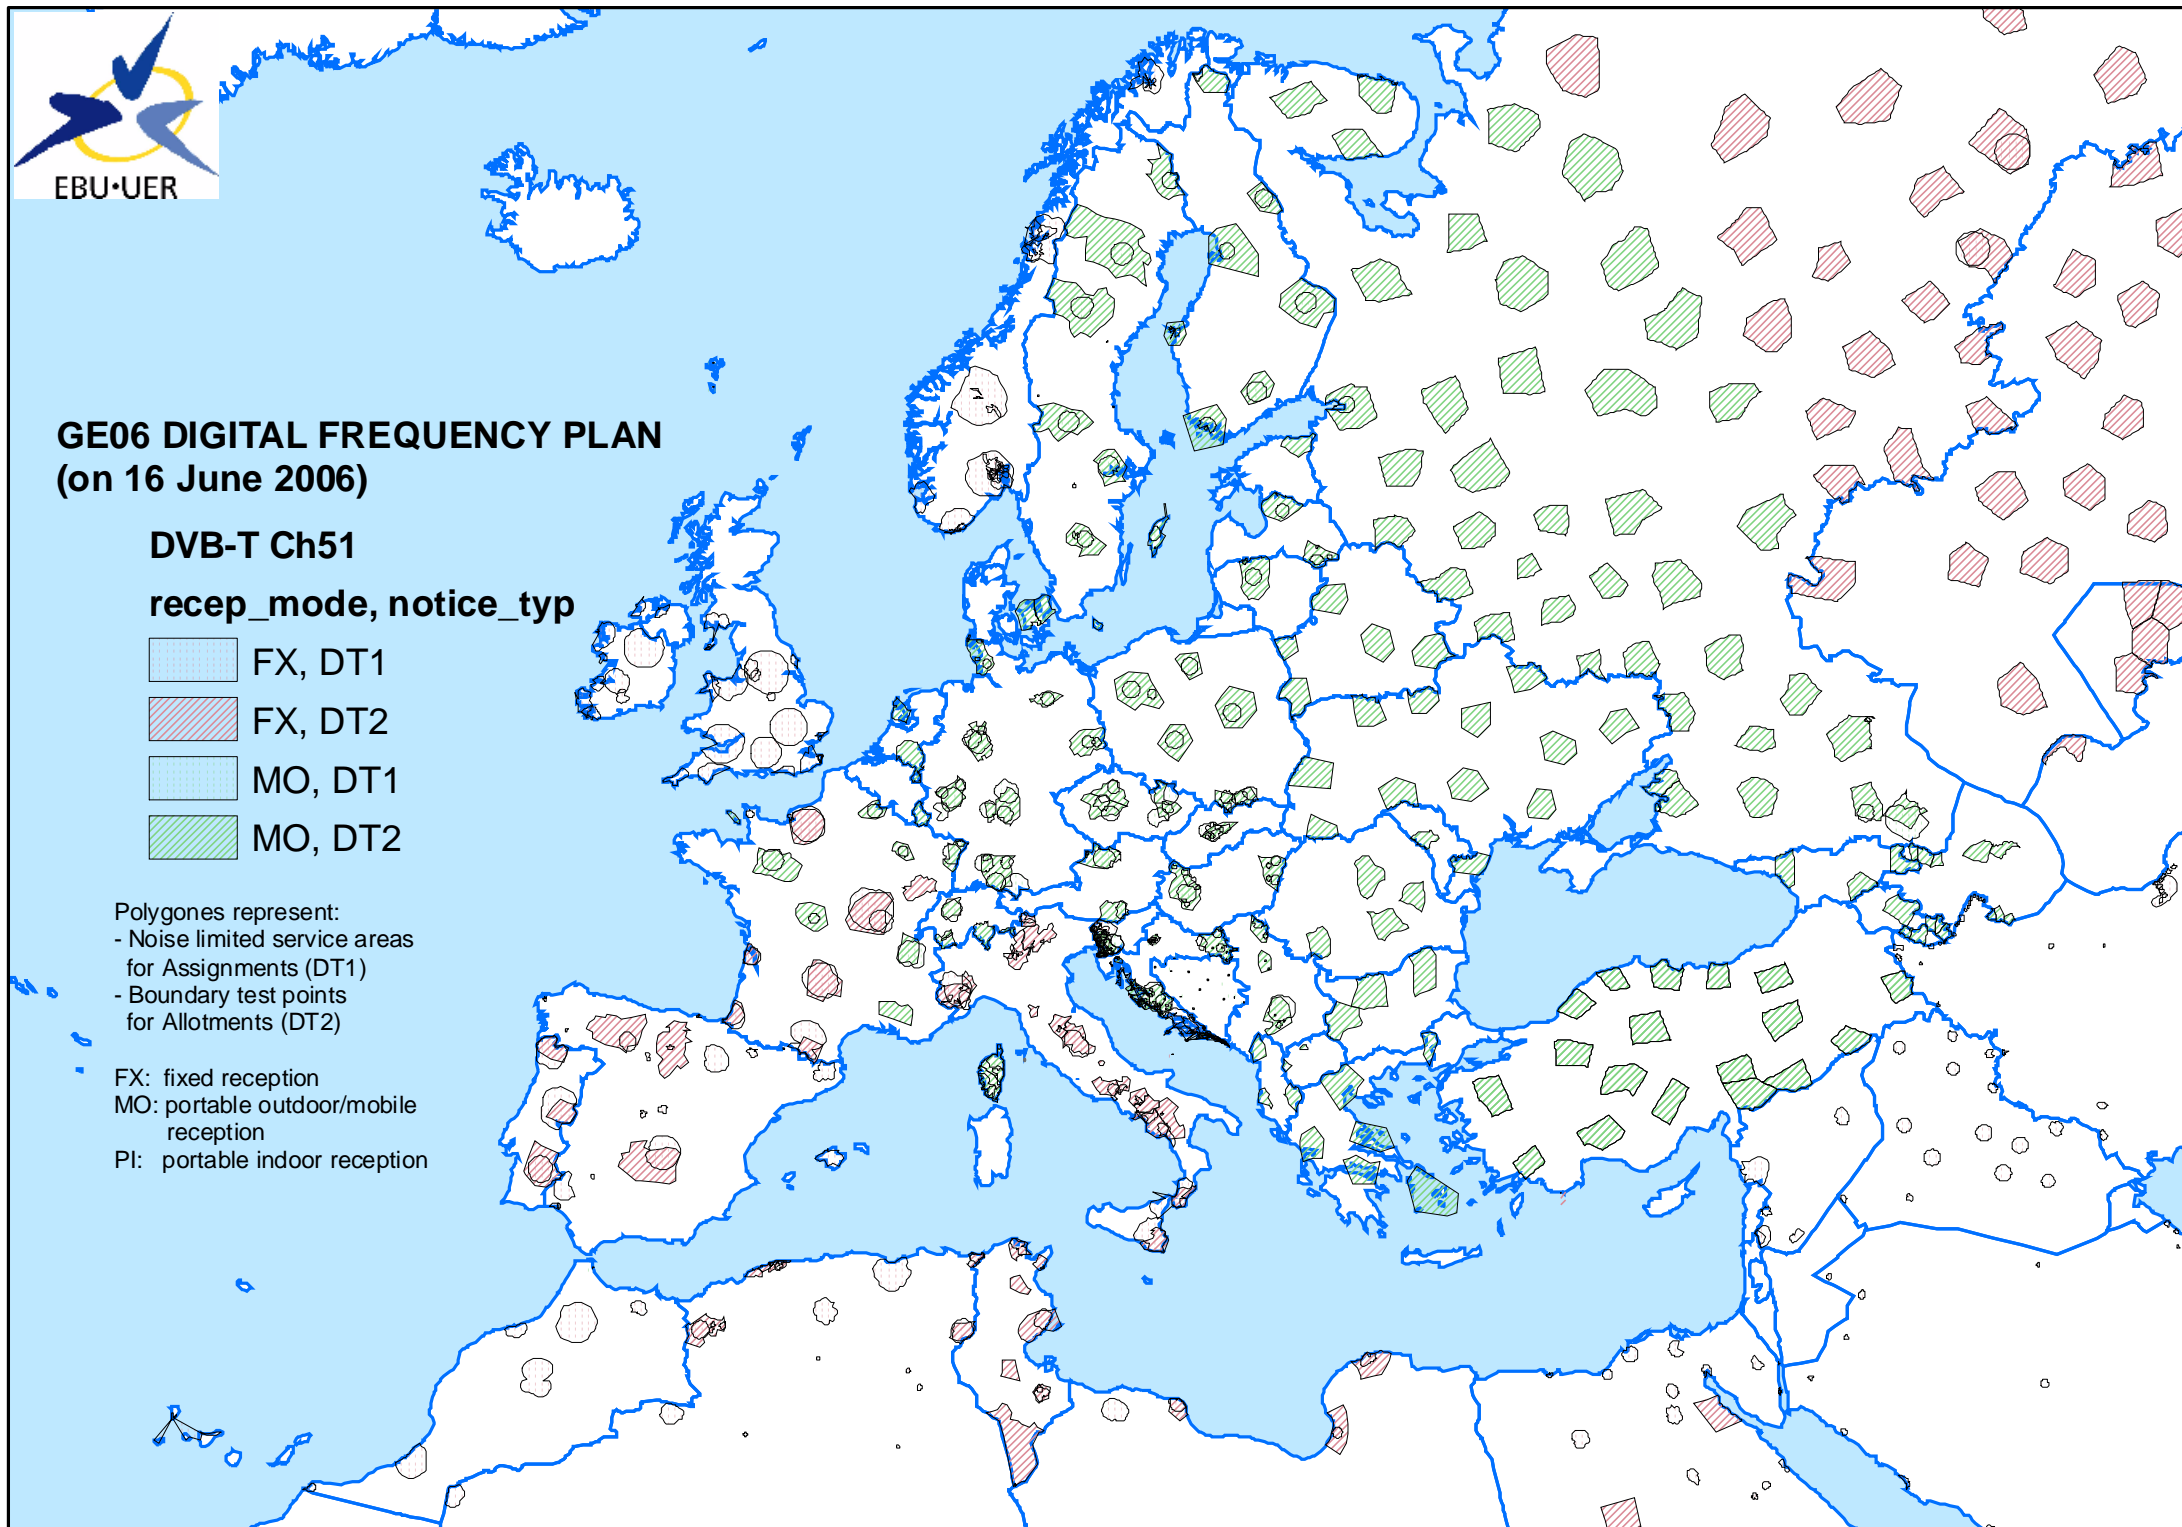 EBU•UER
GE06 DIGITAL FREQUENCY PLAN
(on 16 June 2006)
DVB-T Ch51
recep_mode, notice_typ
FX, DT1
FX, DT2
MO, DT1
MO, DT2
Polygones represent:
- Noise limited service areas
for Assignments (DT1)
- Boundary test points
for Allotments (DT2)
FX: fixed reception
MO: portable outdoor/mobile
reception
PI: portable indoor reception